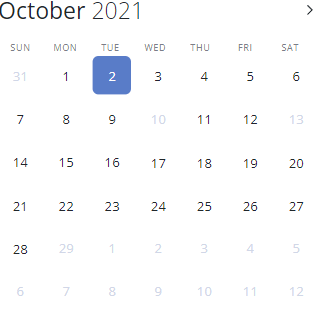 October 2021
SUN MON TUE WED THU FRI SAT
31 1 2 3 4 5 6
7 8 9 10 11 12 13
14 15 16 17 18 19 20
21 22 23 24 25 26 27
28 29 1 2 3 4 5
6 7 8 9 10 11 12